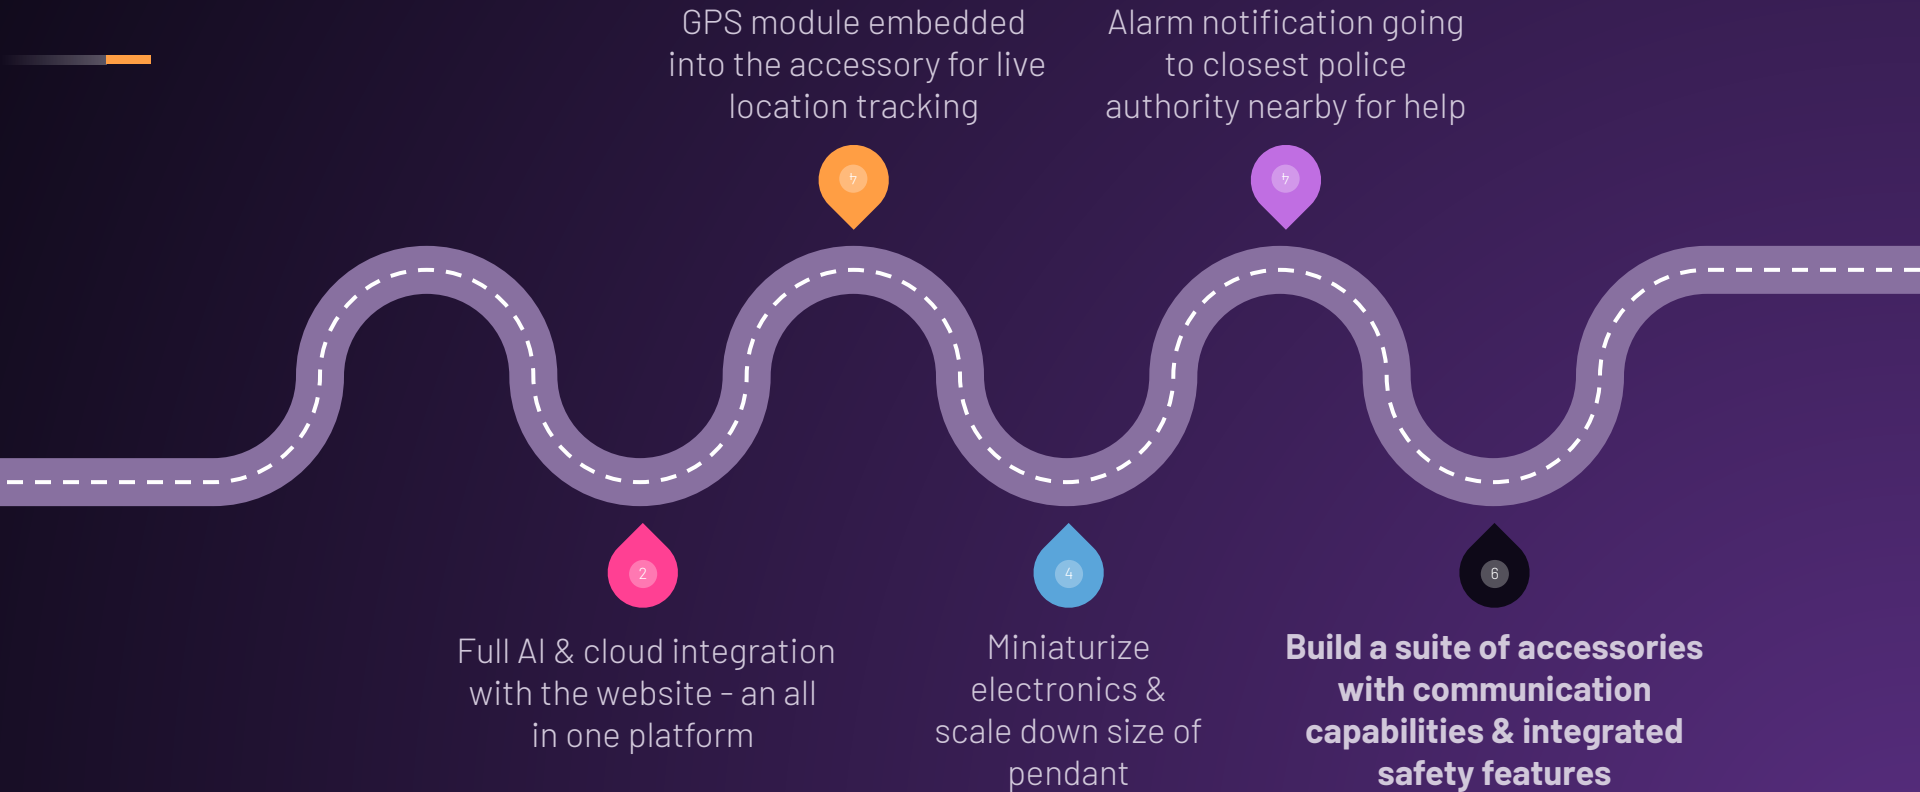 GPS module embedded
into the accessory for live
location tracking
Alarm notification going
to closest police
authority nearby for help
4
4
2
4
6
Full AI & cloud integration
with the website - an all
in one platform
Miniaturize
electronics &
scale down size of
pendant
Build a suite of accessories
with communication
capabilities & integrated
safety features